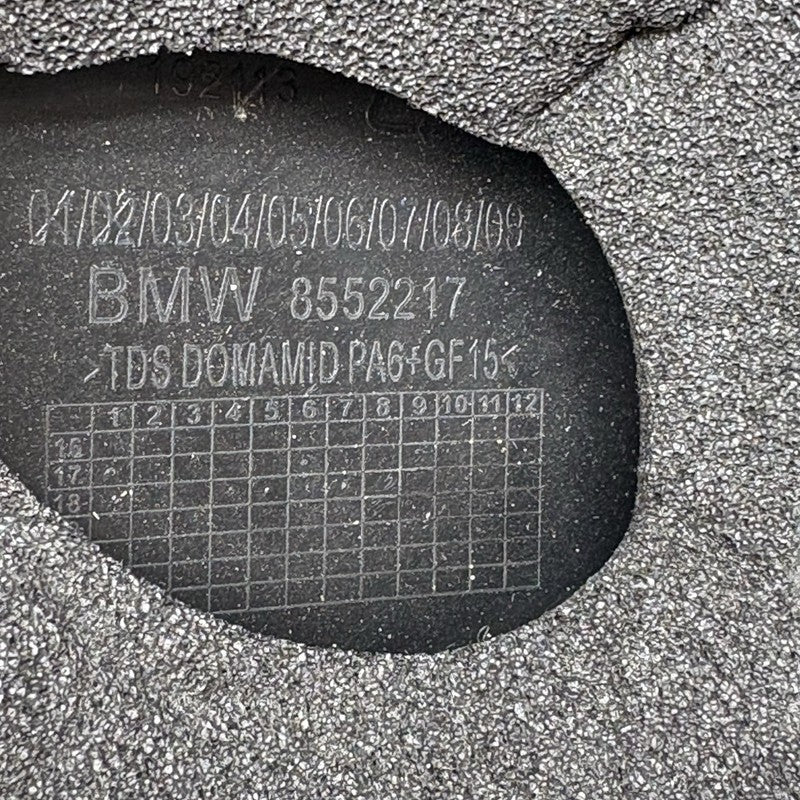 01/02/03/04/05/06/07/08/09
BMW 8552217
>TDS DOMAMID PA6+GF15<
1 2 3 4 5 6 7 8 9 10 11 12
16
17
18